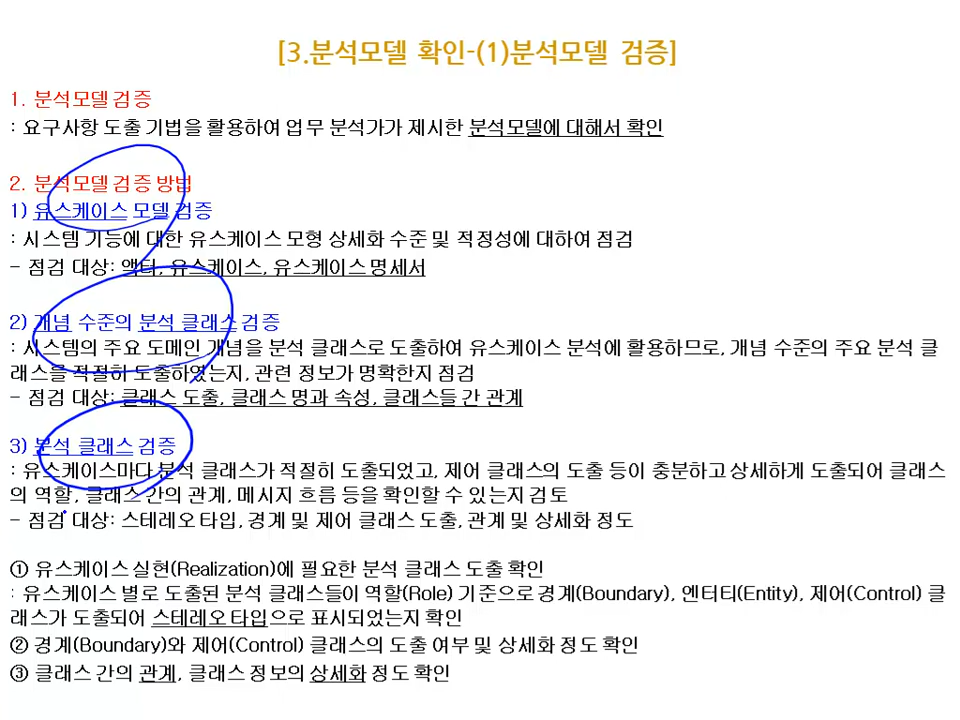 [3.분석모델 확인-(1)분석모델 검증]
1. 분석모델 검증
: 요구사항 도출 기법을 활용하여 업무 분석가가 제시한 분석모델에 대해서 확인
2. 분석모델 검증 방법
1) 유스케이스 모델 검증
: 시스템 기능에 대한 유스케이스 모형 상세화 수준 및 적정성에 대하여 점검
- 점검 대상: 액터, 유스케이스, 유스케이스 명세서
2) 개념 수준의 분석 클래스 검증
: 시스템의 주요 도메인 개념을 분석 클래스로 도출하여 유스케이스 분석에 활용하므로, 개념 수준의 주요 분석 클
래스를 적절히 도출하였는지, 관련 정보가 명확한지 점검
- 점검 대상: 클래스 도출, 클래스 명과 속성, 클래스들 간 관계
3) 분석 클래스 검증
: 유스케이스마다 분석 클래스가 적절히 도출되었고, 제어 클래스의 도출 등이 충분하고 상세하게 도출되어 클래스
의 역할, 클래스 간의 관계, 메시지 흐름 등을 확인할 수 있는지 검토
- 점검 대상: 스테레오 타입, 경계 및 제어 클래스 도출, 관계 및 상세화 정도
① 유스케이스 실현(Realization)에 필요한 분석 클래스 도출 확인
: 유스케이스 별로 도출된 분석 클래스들이 역할(Role) 기준으로 경계(Boundary), 엔터티(Entity), 제어(Control) 클
래스가 도출되어 스테레오 타입으로 표시되었는지 확인
② 경계(Boundary)와 제어(Control) 클래스의 도출 여부 및 상세화 정도 확인
③ 클래스 간의 관계, 클래스 정보의 상세화 정도 확인